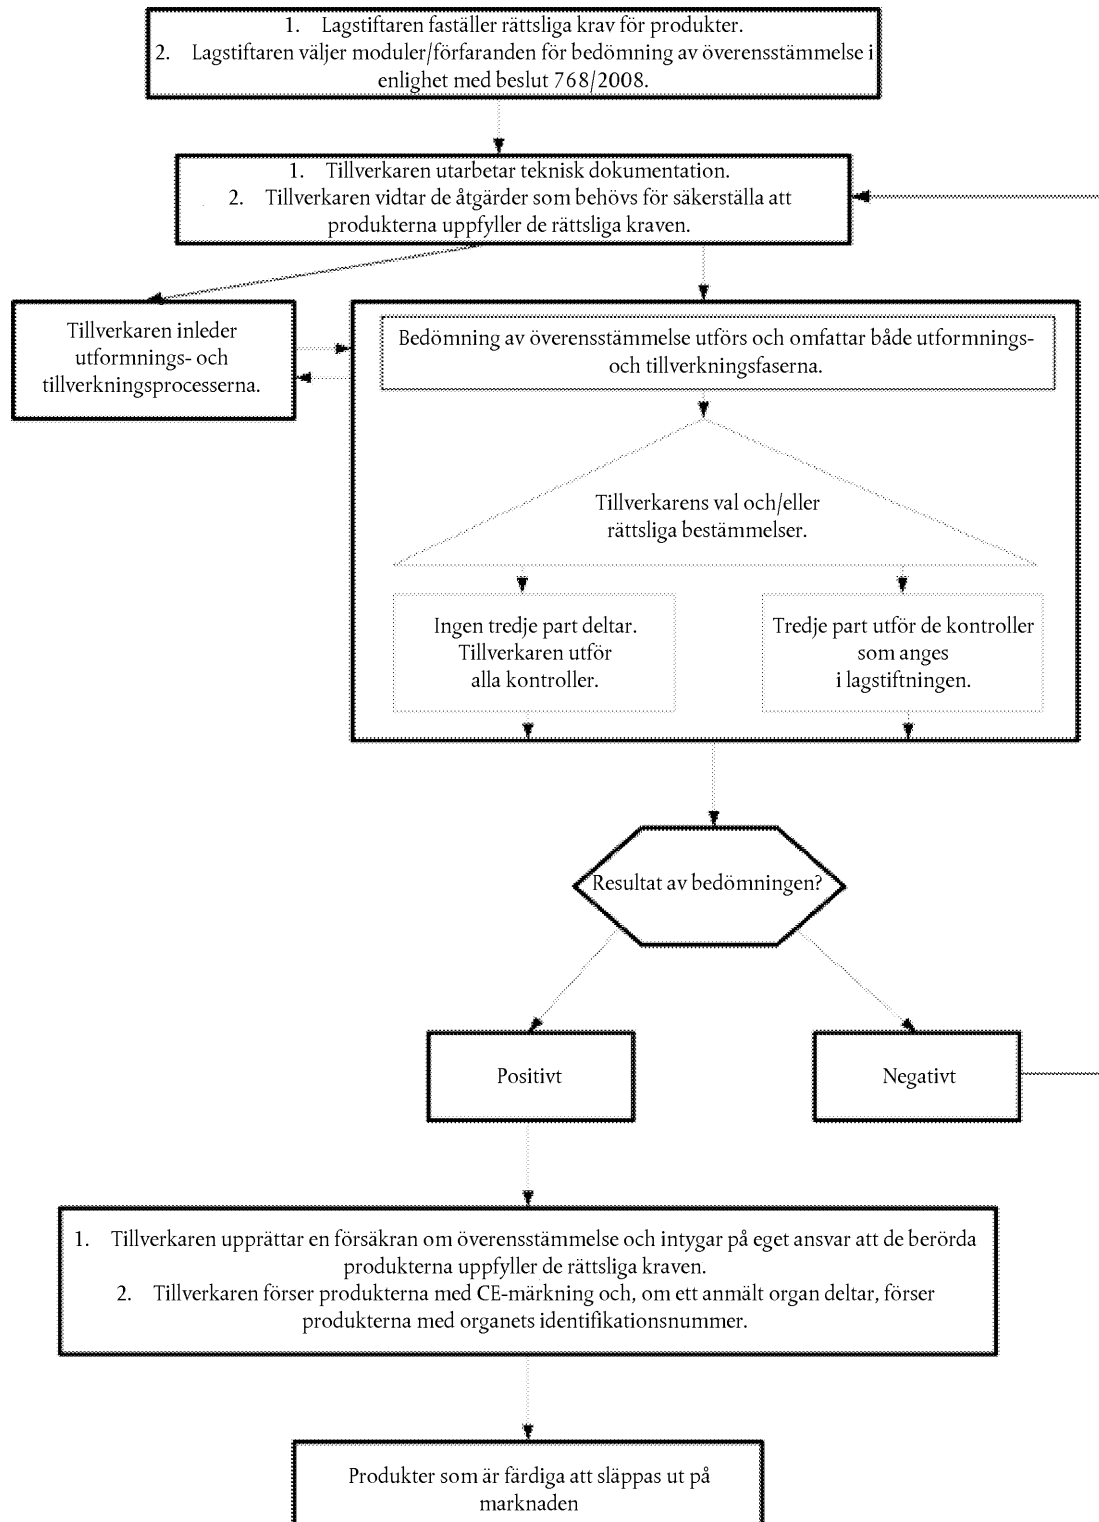 1. Lagstiftaren faställer rättsliga krav för produkter.
2. Lagstiftaren väljer moduler/förfaranden för bedömning av överensstämmelse i
enlighet med beslut 768/2008.
1. Tillverkaren utarbetar teknisk dokumentation.
2. Tillverkaren vidtar de åtgärder som behövs för säkerställa att
produkterna uppfyller de rättsliga kraven.
Tillverkaren inleder
utformnings- och
tillverkningsprocesserna.
Bedömning av överensstämmelse utförs och omfattar både utformnings-
och tillverkningsfaserna.
Tillverkarens val och/eller
rättsliga bestämmelser.
Ingen tredje part deltar.
Tillverkaren utför
alla kontroller.
Tredje part utför de kontroller
som anges
i lagstiftningen.
Resultat av bedömningen?
Positivt
Negativt
1. Tillverkaren upprättar en försäkran om överensstämmelse och intygar på eget ansvar att de berörda
produkterna uppfyller de rättsliga kraven.
2. Tillverkaren förser produkterna med CE-märkning och, om ett anmält organ deltar, förser
produkterna med organets identifikationsnummer.
Produkter som är färdiga att släppas ut på
marknaden